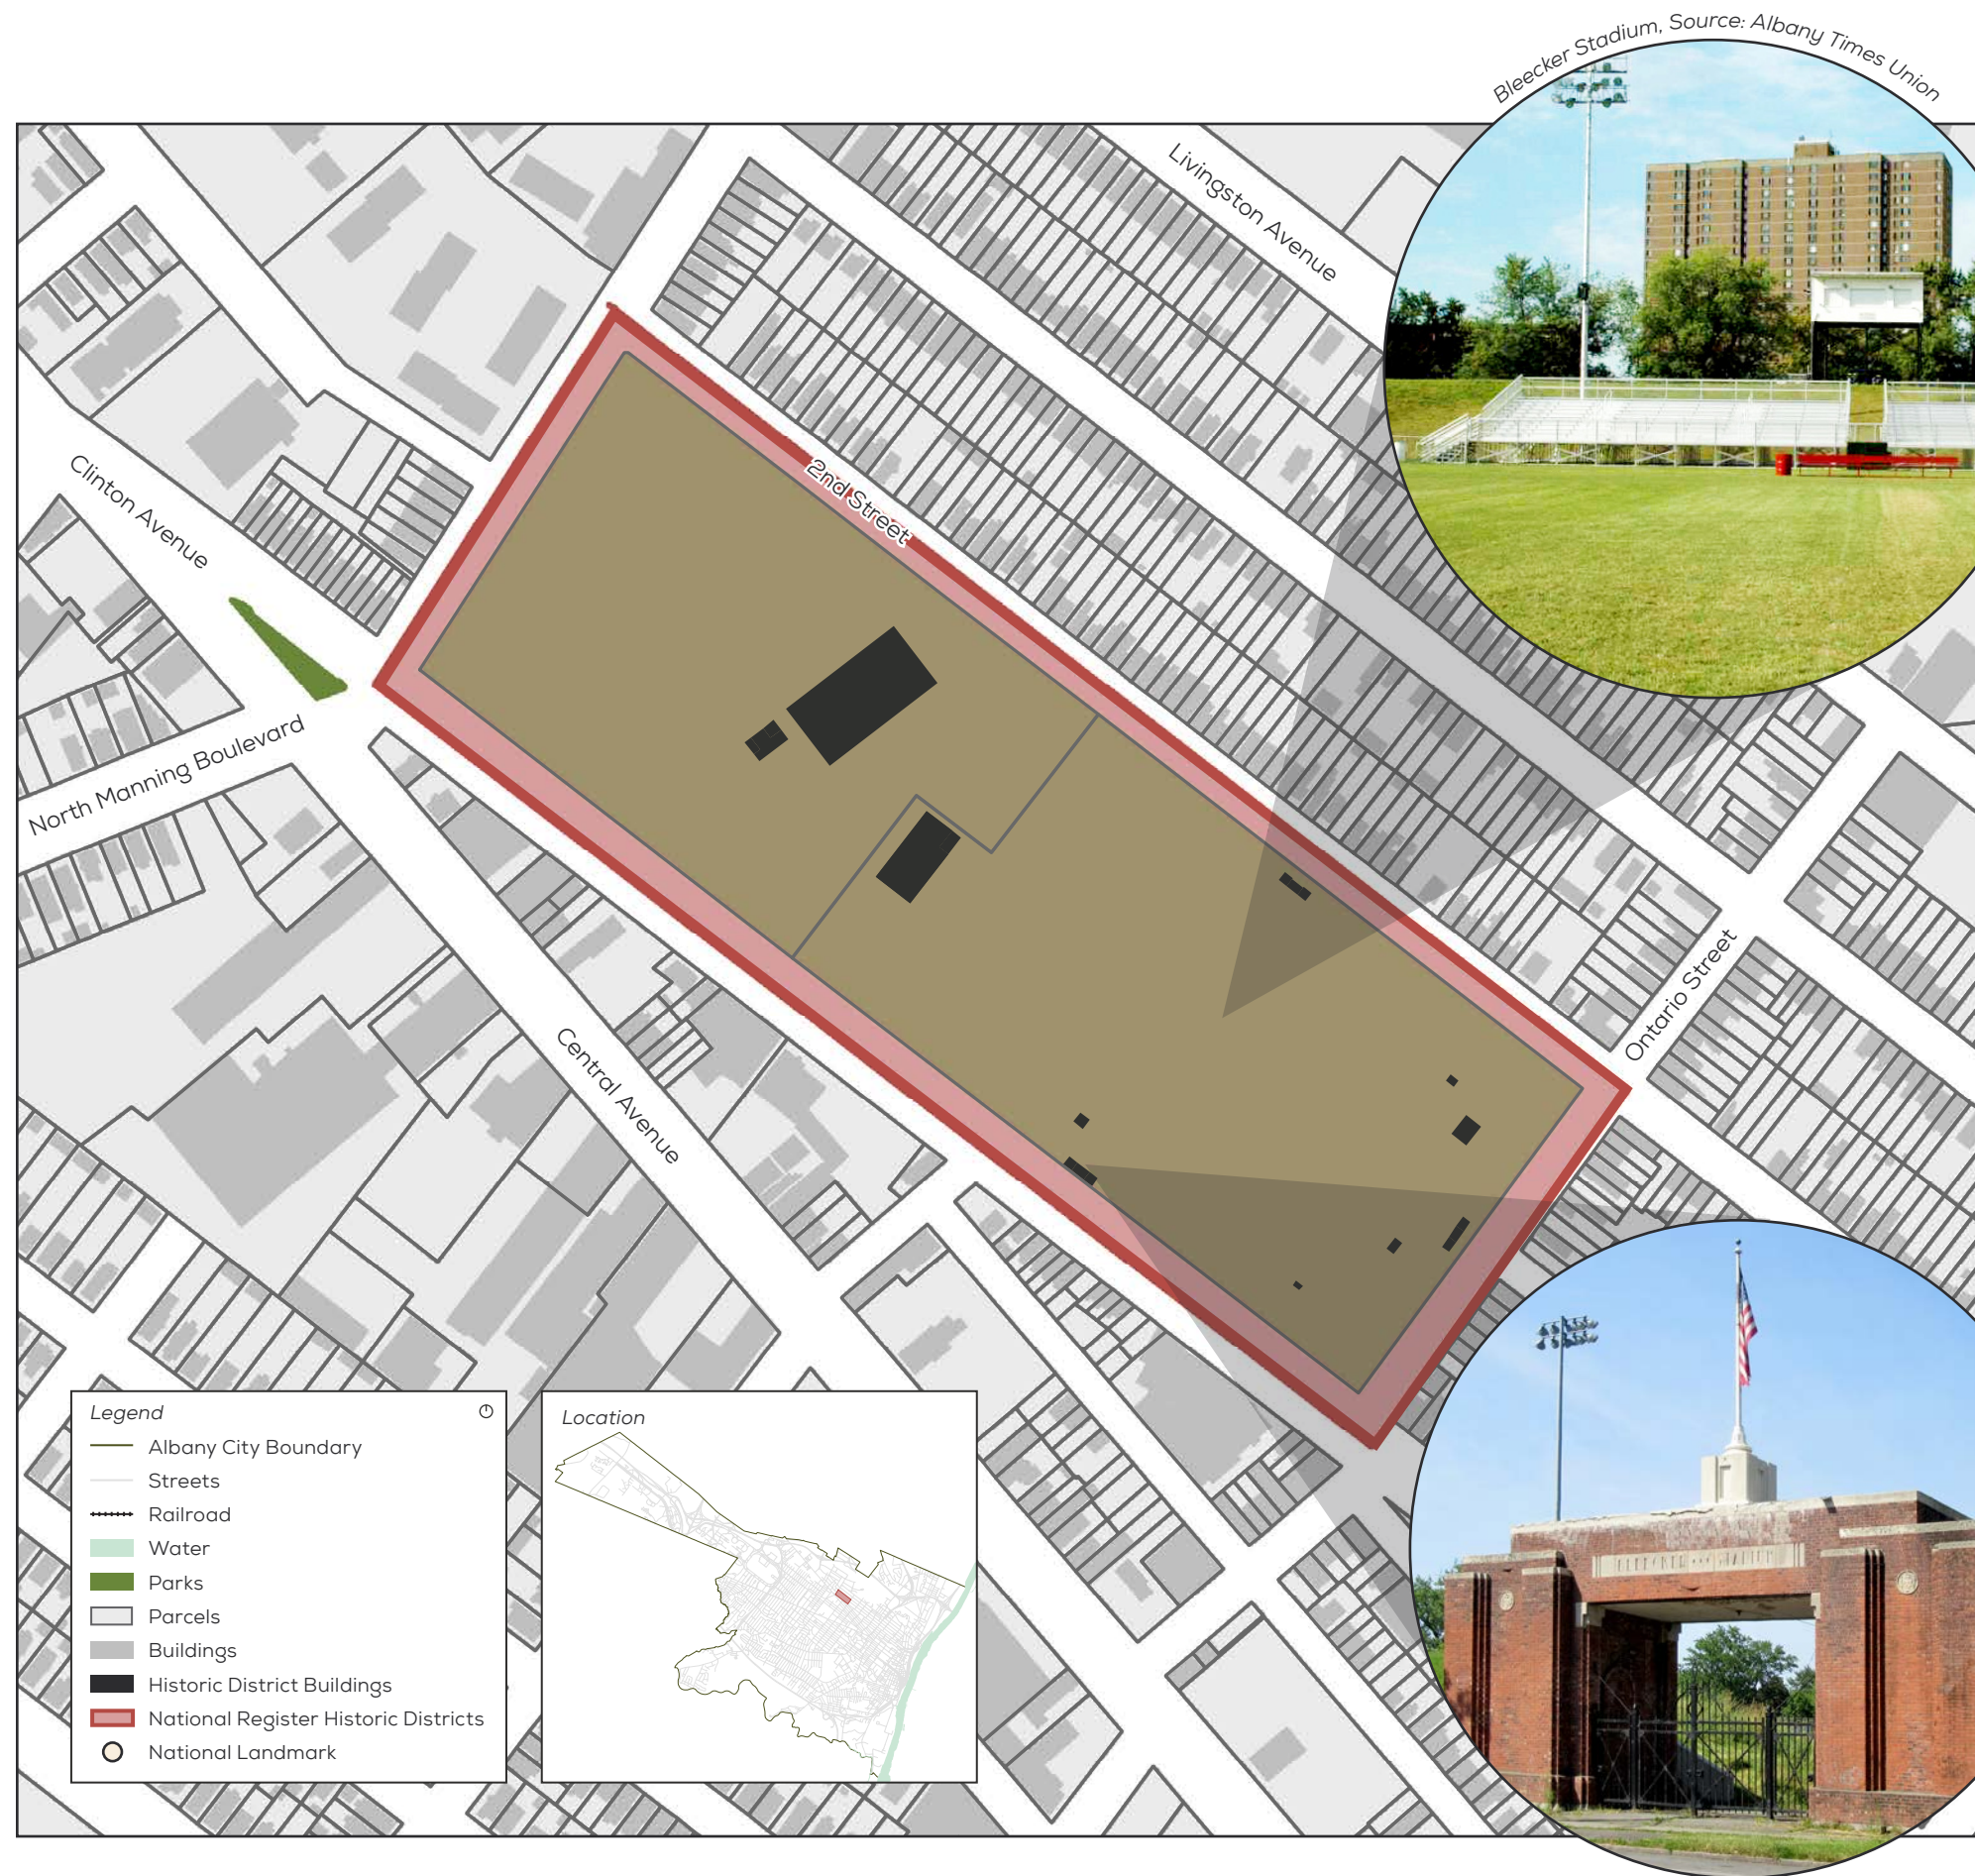 Bleecker Stadium, Source: Albany Times Union
Livingston Avenue
2nd Street
Clinton Avenue
North Manning Boulevard
Central Avenue
Ontario Street
Legend
Albany City Boundary
Streets
Railroad
Water
Parks
Parcels
Buildings
Historic District Buildings
National Register Historic Districts
National Landmark
Location